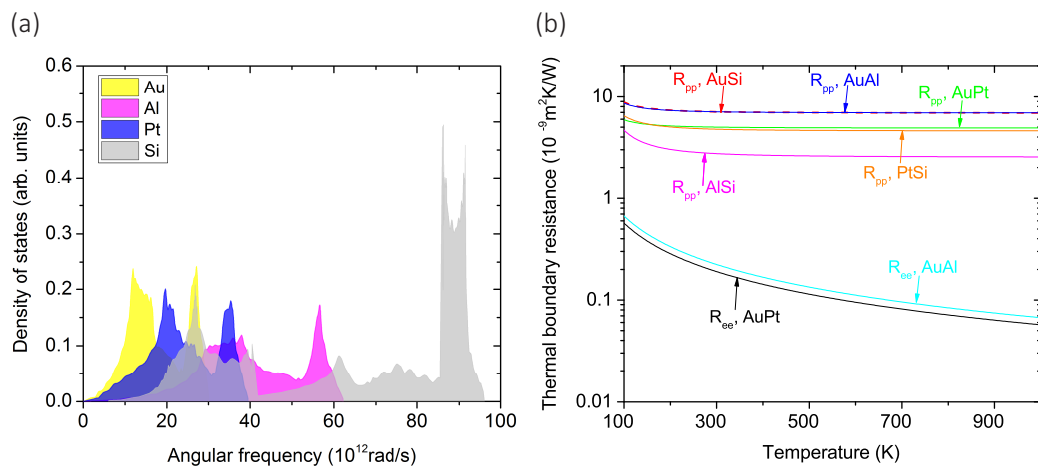 (a)
0.6
0.5
0.4
0.3
0.2
0.1
0.0
Density of states (arb. units)
Au
Al
Pt
Si
0 20 40 60 80 100
Angular frequency (10¹²rad/s)
(b)
10
1
0.1
0.01
Thermal boundary resistance (10⁻⁹m²K/W)
Rpp, AuSi
Rpp, AuAl
Rpp, AuPt
Rpp, PtSi
Rpp, AlSi
Ree, AuAl
Ree, AuPt
100 300 500 700 900
Temperature (K)